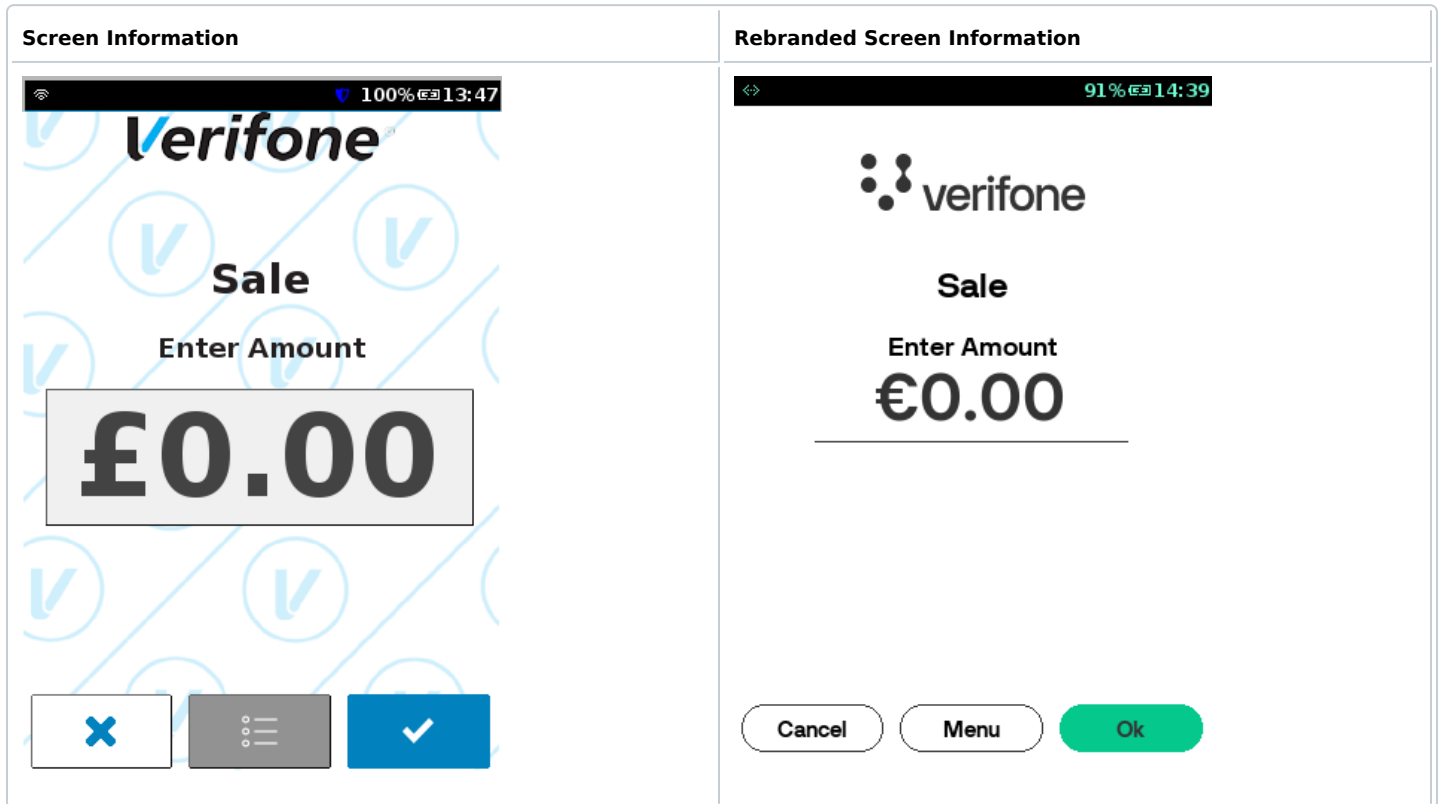 Screen Information
Rebranded Screen Information
100% 13:47
Verifone
Sale
Enter Amount
£0.00
91% 14:39
verifone
Sale
Enter Amount
€0.00
Cancel Menu Ok